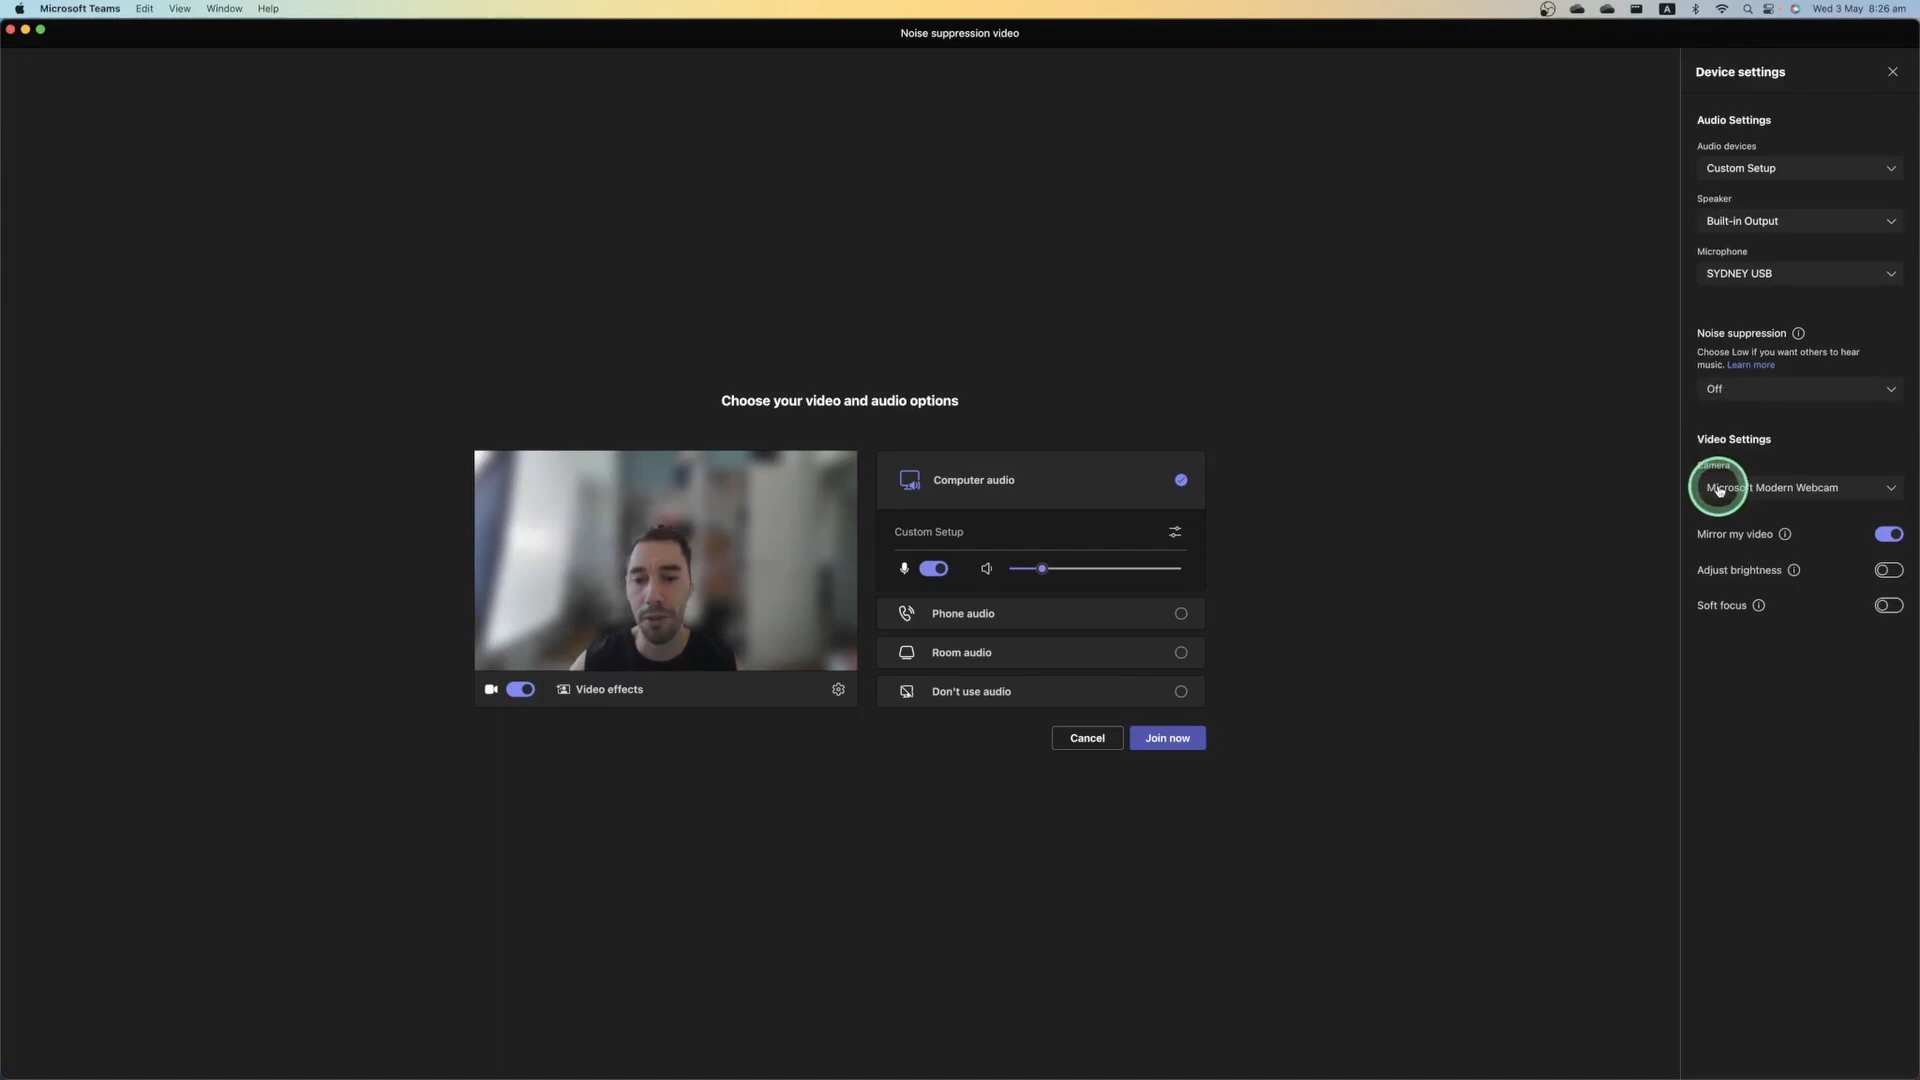 Microsoft Teams Edit View Window Help
A
Wed 3 May 8:26 am
Noise suppression video
Device settings
Audio Settings
Audio devices
Custom Setup
Speaker
Built-in Output
Microphone
SYDNEY USB
Noise suppression
Choose Low if you want others to hear
music. Learn more
Off
Video Settings
Camera
Microsoft Modern Webcam
Mirror my video
Adjust brightness
Soft focus
Choose your video and audio options
Computer audio
Custom Setup
Phone audio
Room audio
Don't use audio
Video effects
Cancel
Join now